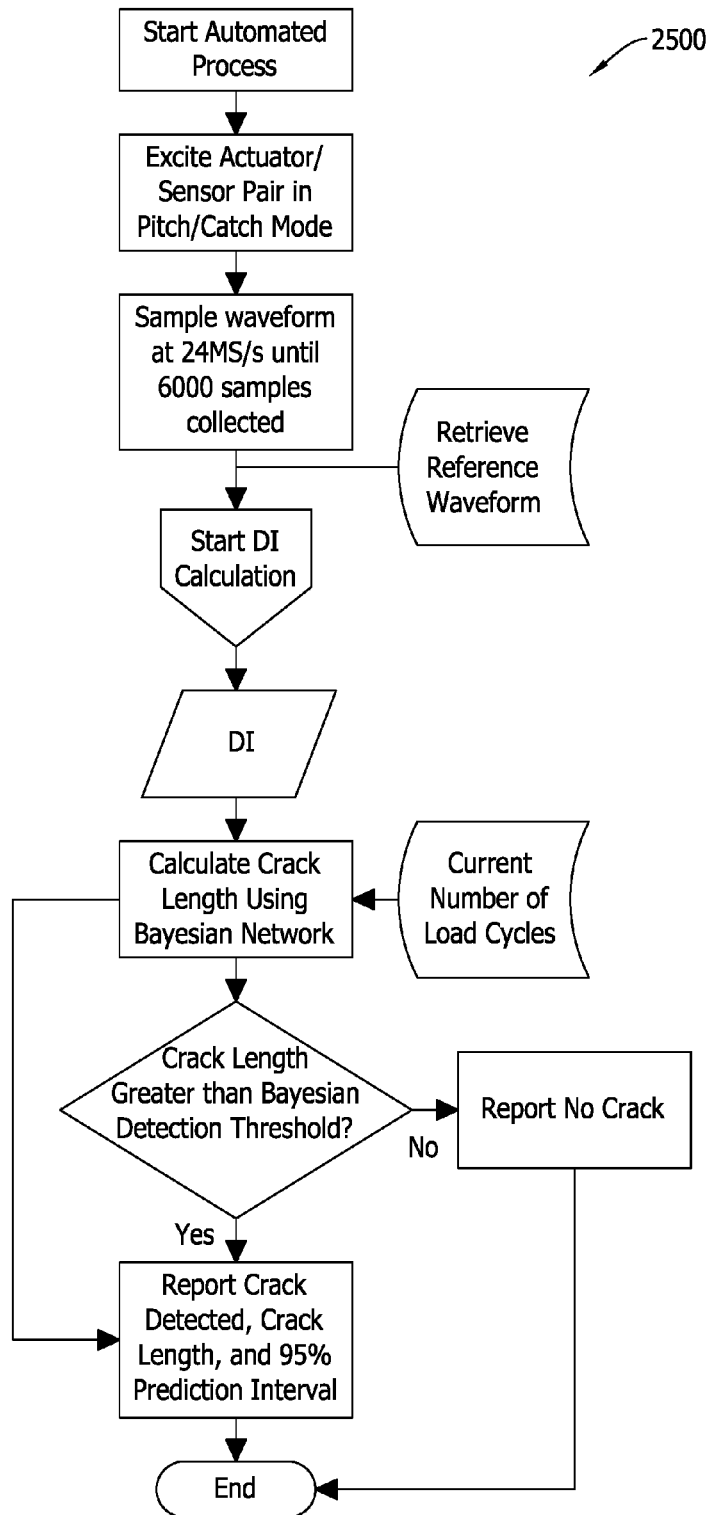 Start Automated
Process
2500
Excite Actuator/
Sensor Pair in
Pitch/Catch Mode
Sample waveform
at 24MS/s until
6000 samples
collected
Retrieve
Reference
Waveform
Start DI
Calculation
DI
Calculate Crack
Length Using
Bayesian Network
Current
Number of
Load Cycles
Crack Length
Greater than Bayesian
Detection Threshold?
No
Report No Crack
Yes
Report Crack
Detected, Crack
Length, and 95%
Prediction Interval
End